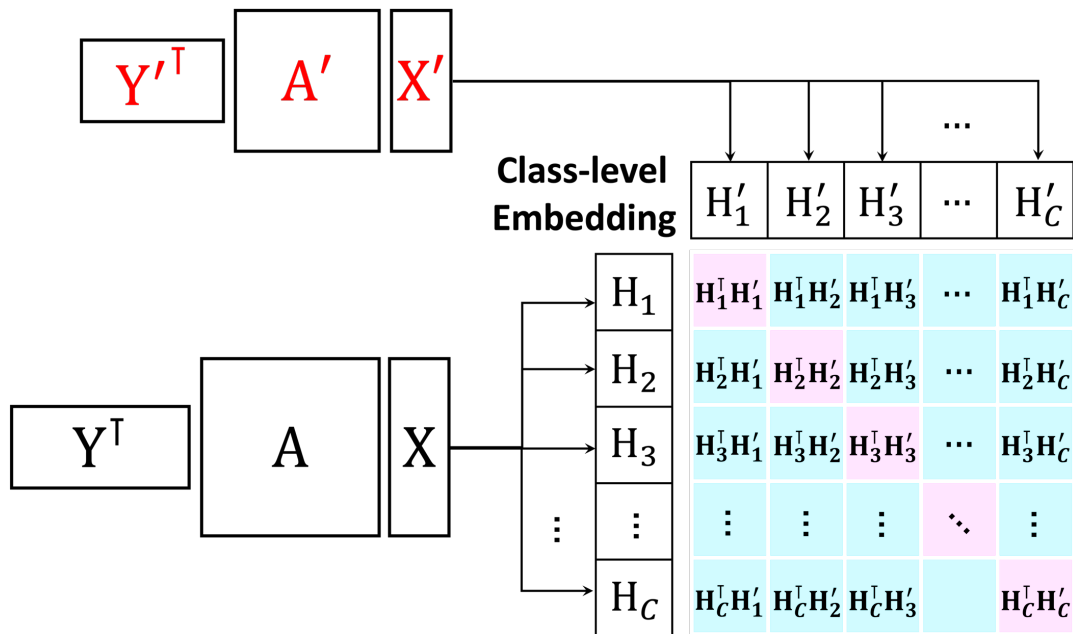 Y′ᵀ A′ X′
⋯
Class-level
Embedding
H′₁ H′₂ H′₃ ⋯ H′_C
H₁ H₁ᵀH′₁ H₁ᵀH′₂ H₁ᵀH′₃ ⋯ H₁ᵀH′_C
H₂ H₂ᵀH′₁ H₂ᵀH′₂ H₂ᵀH′₃ ⋯ H₂ᵀH′_C
Yᵀ A X H₃ H₃ᵀH′₁ H₃ᵀH′₂ H₃ᵀH′₃ ⋯ H₃ᵀH′_C
⋮ ⋮ ⋮ ⋮ ⋮ ⋱ ⋮
H_C H_CᵀH′₁ H_CᵀH′₂ H_CᵀH′₃ H_CᵀH′_C